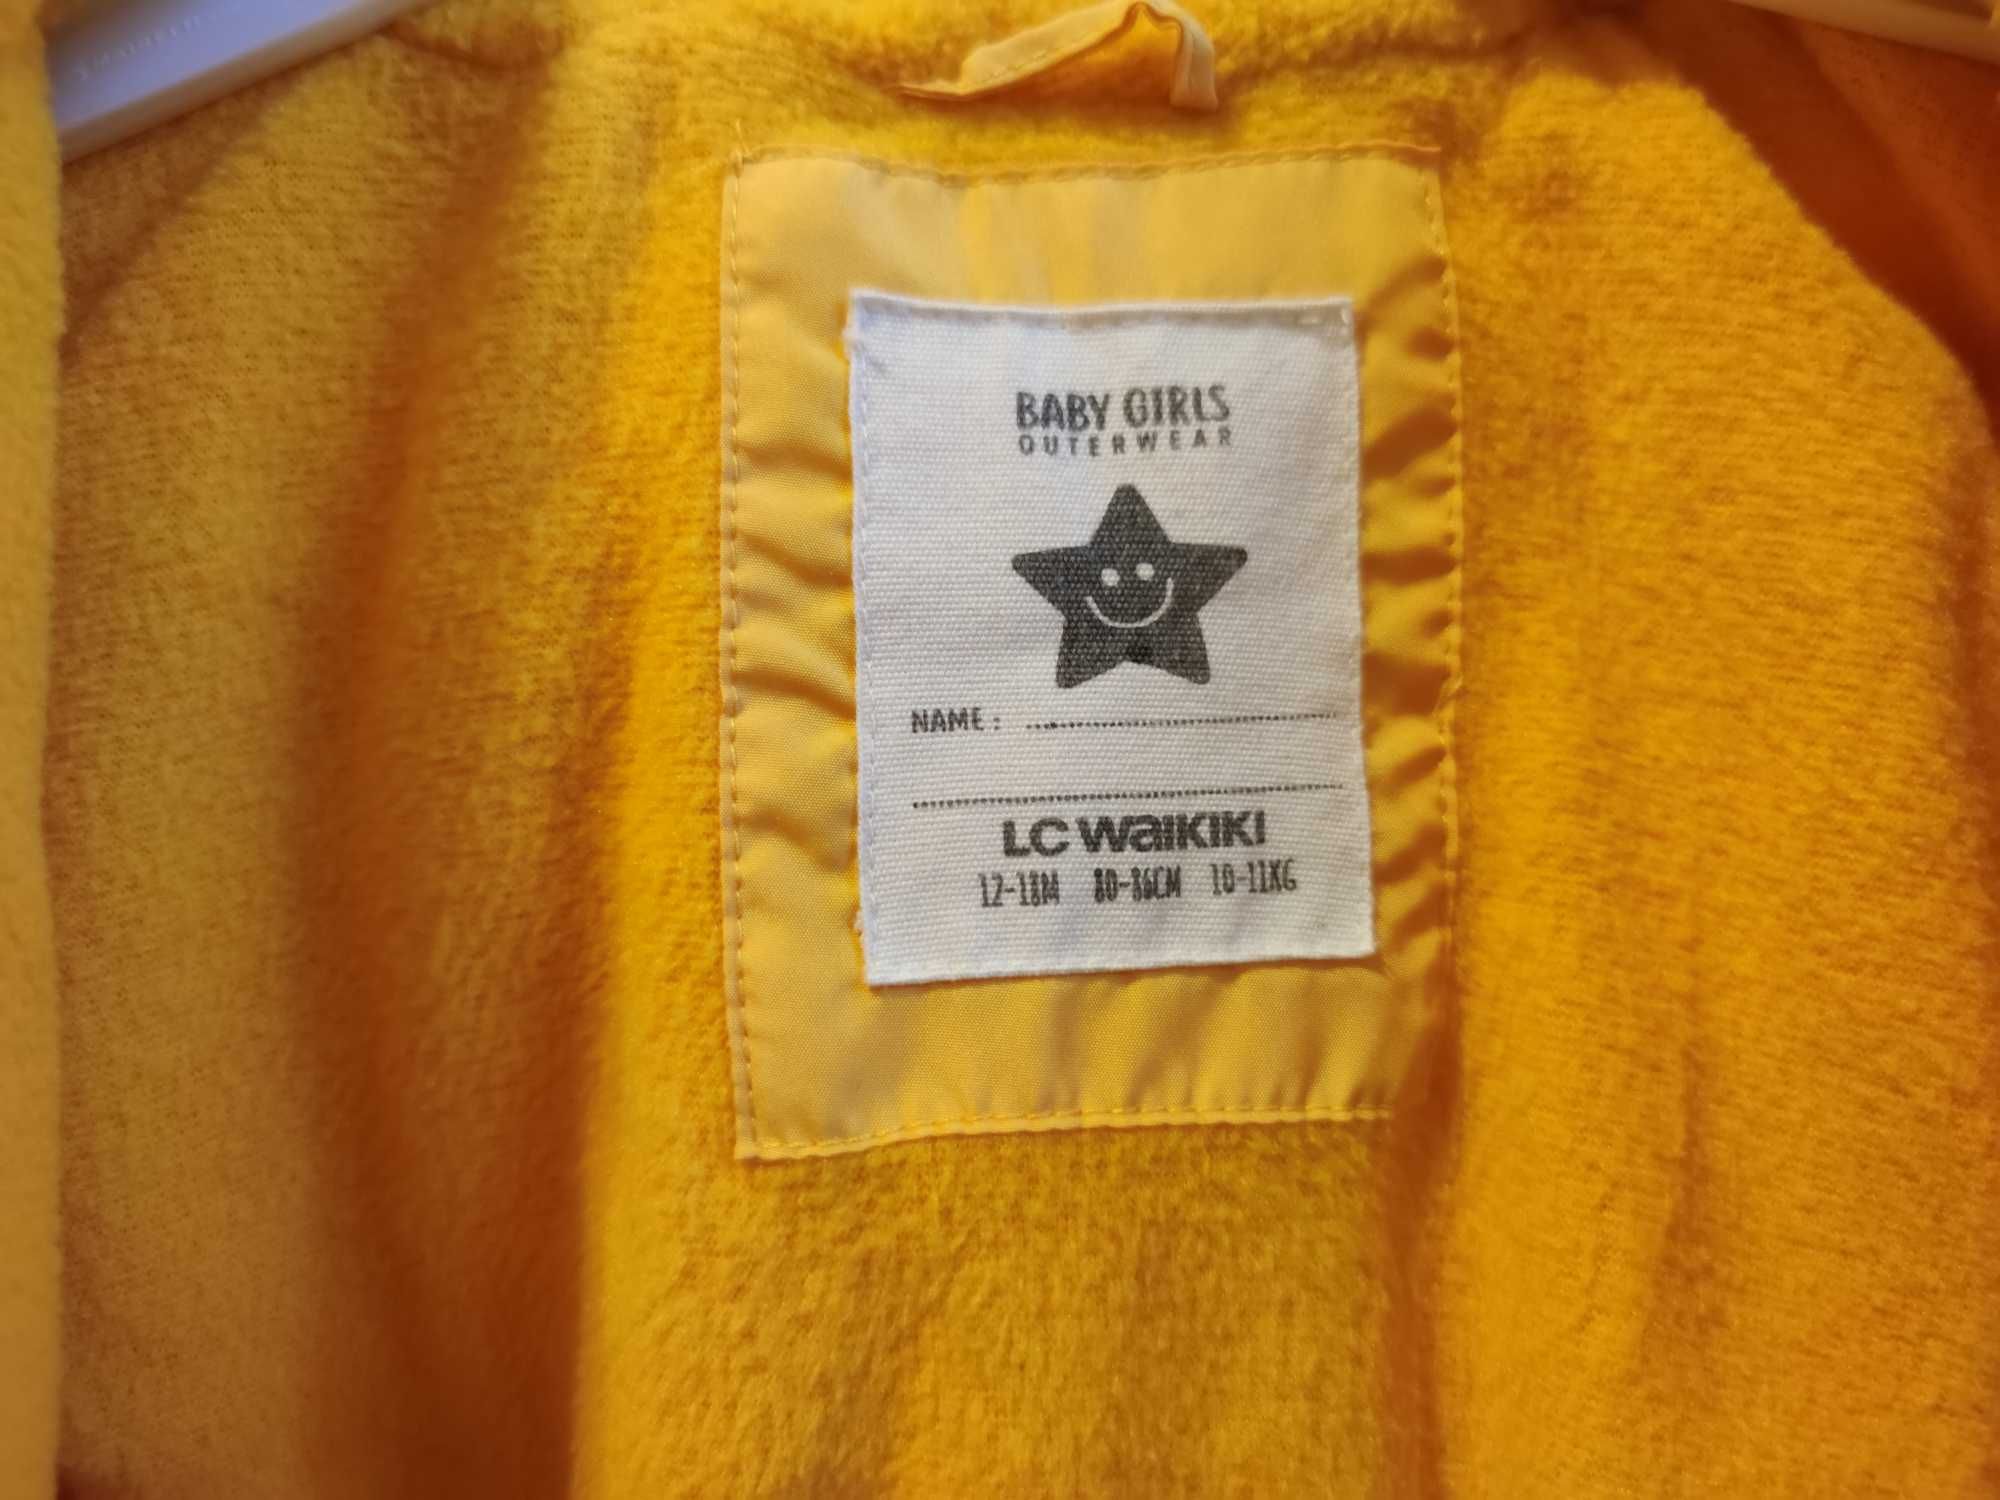 BABY GIRLS
OUTERWEAR
NAME :
LC WAIKIKI
12-18M 80-86CM 10-11KG